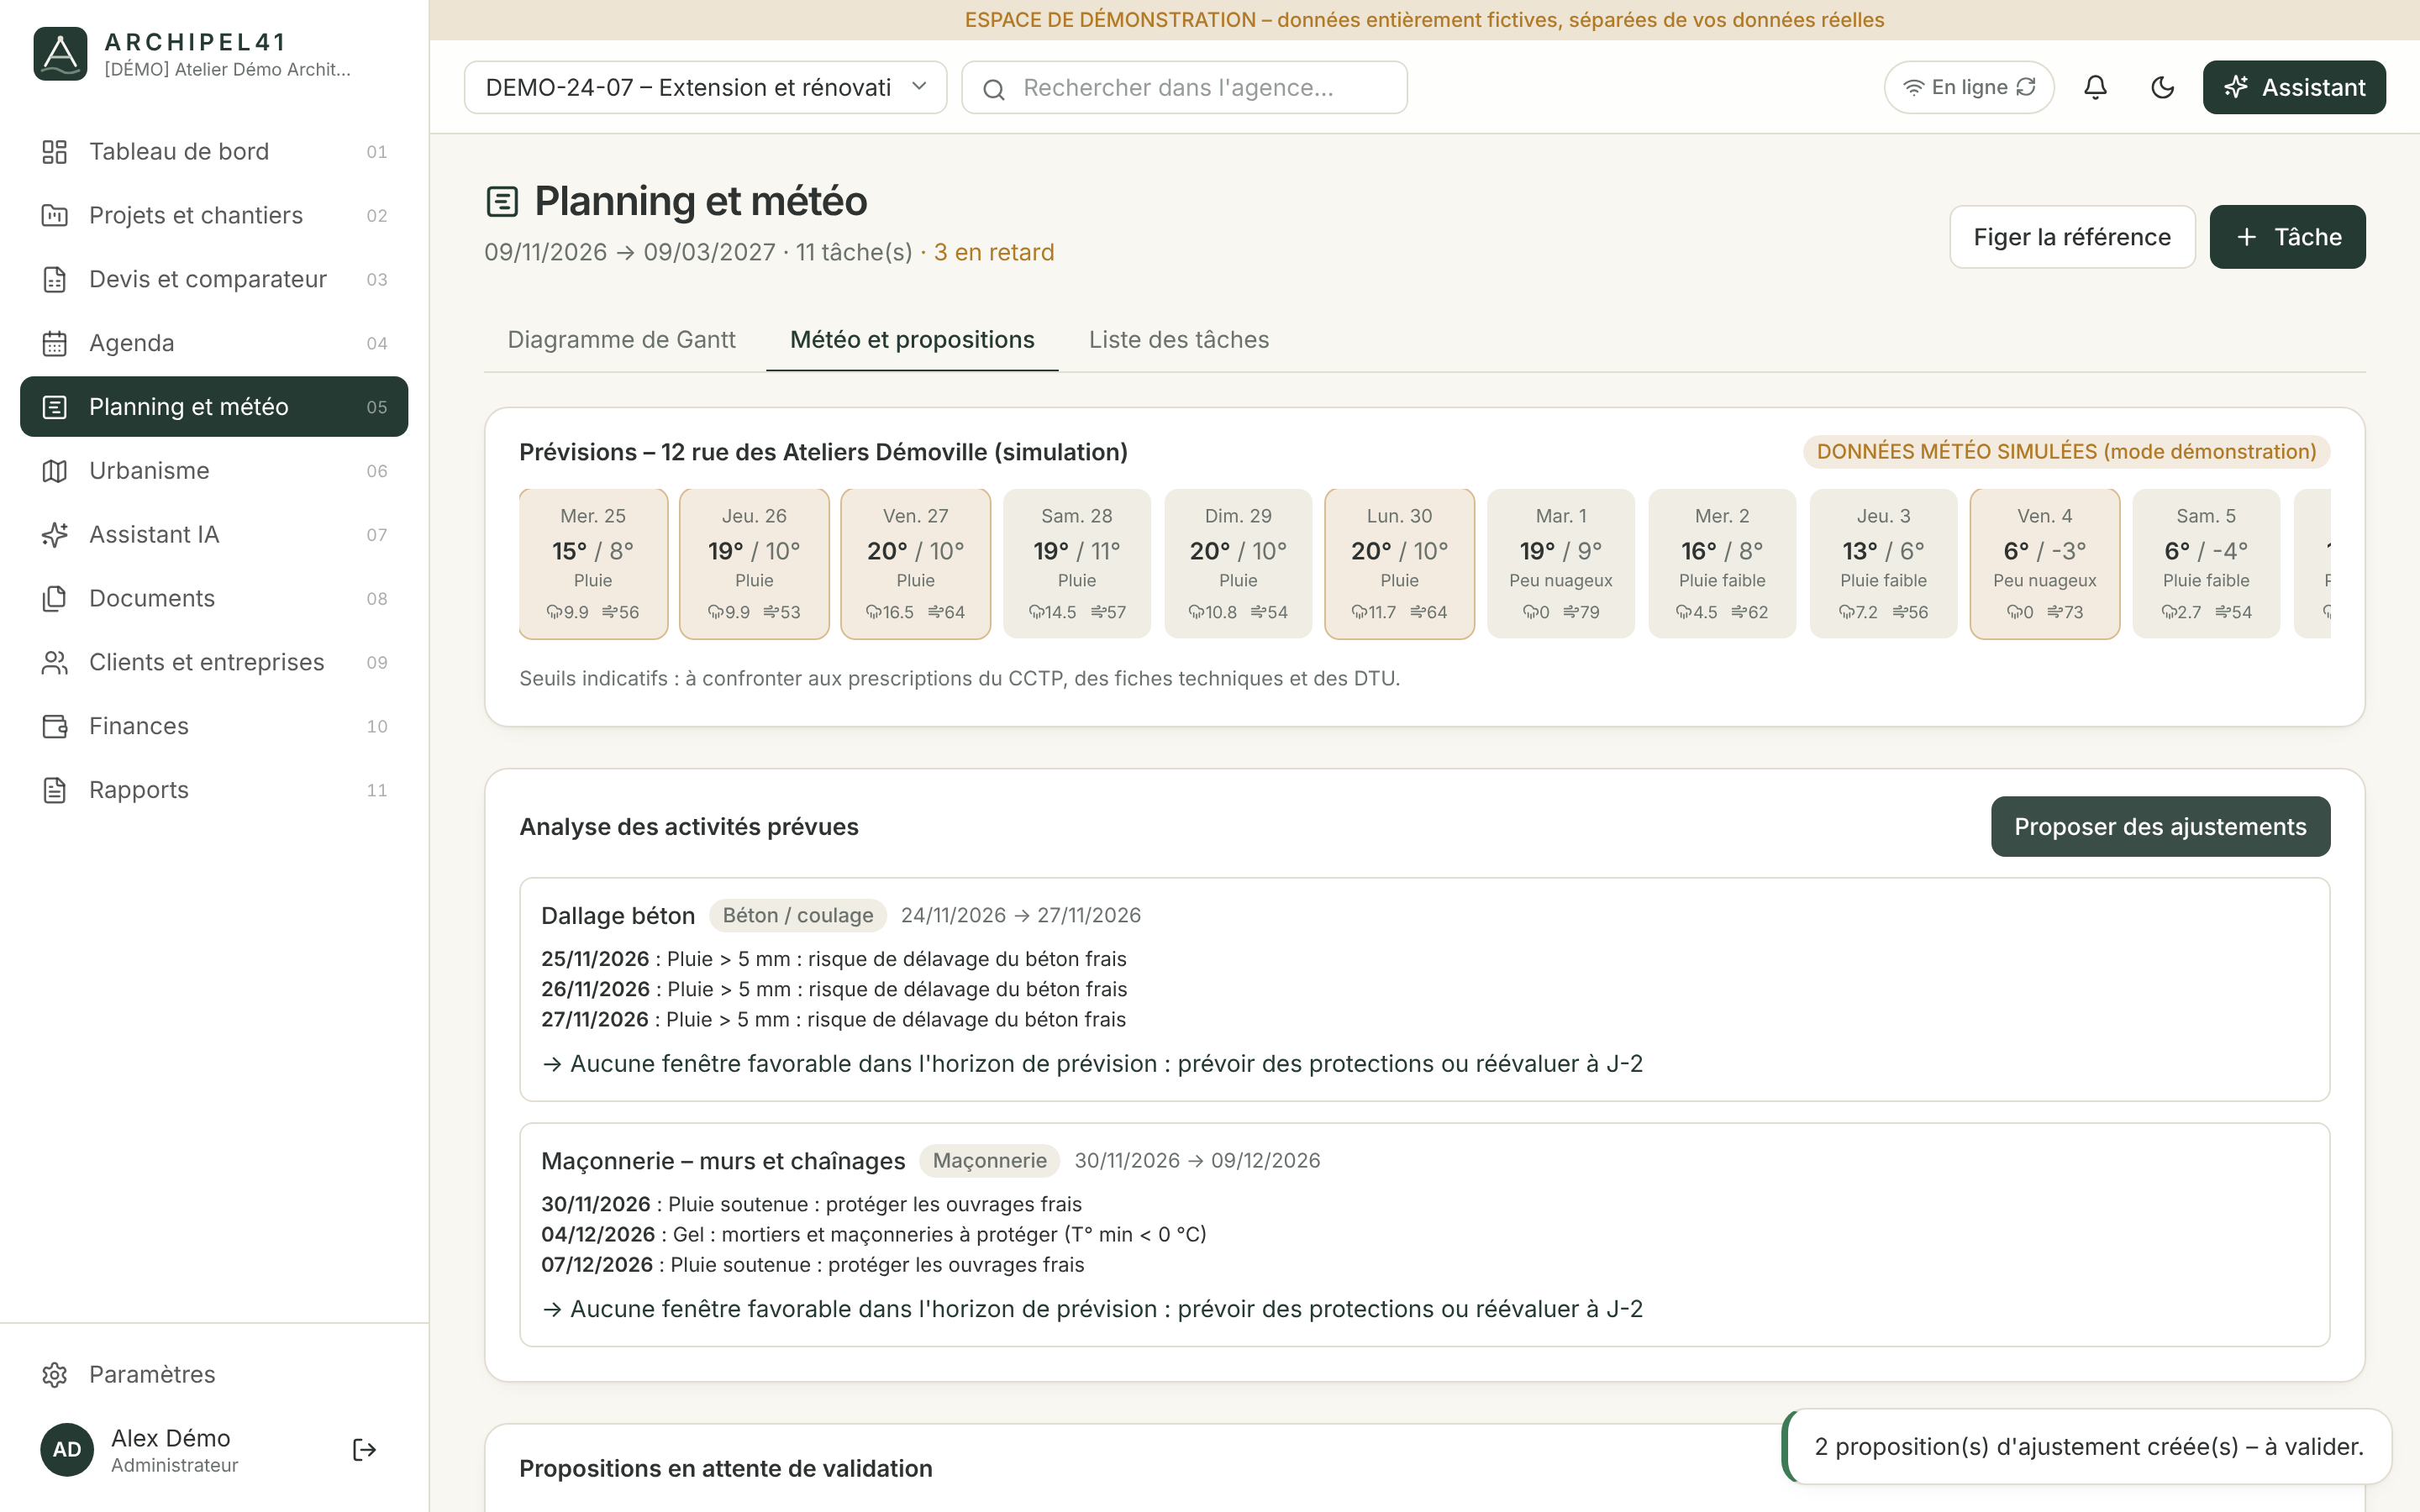 ARCHIPEL41
[DÉMO] Atelier Démo Archit...
Tableau de bord 01
Projets et chantiers 02
Devis et comparateur 03
Agenda 04
Planning et météo 05
Urbanisme 06
Assistant IA 07
Documents 08
Clients et entreprises 09
Finances 10
Rapports 11
Paramètres
AD
Alex Démo
Administrateur
ESPACE DE DÉMONSTRATION – données entièrement fictives, séparées de vos données réelles
DEMO-24-07 – Extension et rénovati
Rechercher dans l'agence...
En ligne
Assistant
Planning et météo
09/11/2026 → 09/03/2027 · 11 tâche(s) · 3 en retard
Figer la référence
+ Tâche
Diagramme de Gantt
Météo et propositions
Liste des tâches
Prévisions – 12 rue des Ateliers Démoville (simulation)
DONNÉES MÉTÉO SIMULÉES (mode démonstration)
Mer. 25
15° / 8°
Pluie
9.9 56
Jeu. 26
19° / 10°
Pluie
9.9 53
Ven. 27
20° / 10°
Pluie
16.5 64
Sam. 28
19° / 11°
Pluie
14.5 57
Dim. 29
20° / 10°
Pluie
10.8 54
Lun. 30
20° / 10°
Pluie
11.7 64
Mar. 1
19° / 9°
Peu nuageux
0 79
Mer. 2
16° / 8°
Pluie faible
4.5 62
Jeu. 3
13° / 6°
Pluie faible
7.2 56
Ven. 4
6° / -3°
Peu nuageux
0 73
Sam. 5
6° / -4°
Pluie faible
2.7 54
Seuils indicatifs : à confronter aux prescriptions du CCTP, des fiches techniques et des DTU.
Analyse des activités prévues
Proposer des ajustements
Dallage béton Béton / coulage 24/11/2026 → 27/11/2026
25/11/2026 : Pluie > 5 mm : risque de délavage du béton frais
26/11/2026 : Pluie > 5 mm : risque de délavage du béton frais
27/11/2026 : Pluie > 5 mm : risque de délavage du béton frais
→ Aucune fenêtre favorable dans l'horizon de prévision : prévoir des protections ou réévaluer à J-2
Maçonnerie – murs et chaînages Maçonnerie 30/11/2026 → 09/12/2026
30/11/2026 : Pluie soutenue : protéger les ouvrages frais
04/12/2026 : Gel : mortiers et maçonneries à protéger (T° min < 0 °C)
07/12/2026 : Pluie soutenue : protéger les ouvrages frais
→ Aucune fenêtre favorable dans l'horizon de prévision : prévoir des protections ou réévaluer à J-2
Propositions en attente de validation
2 proposition(s) d'ajustement créée(s) – à valider.